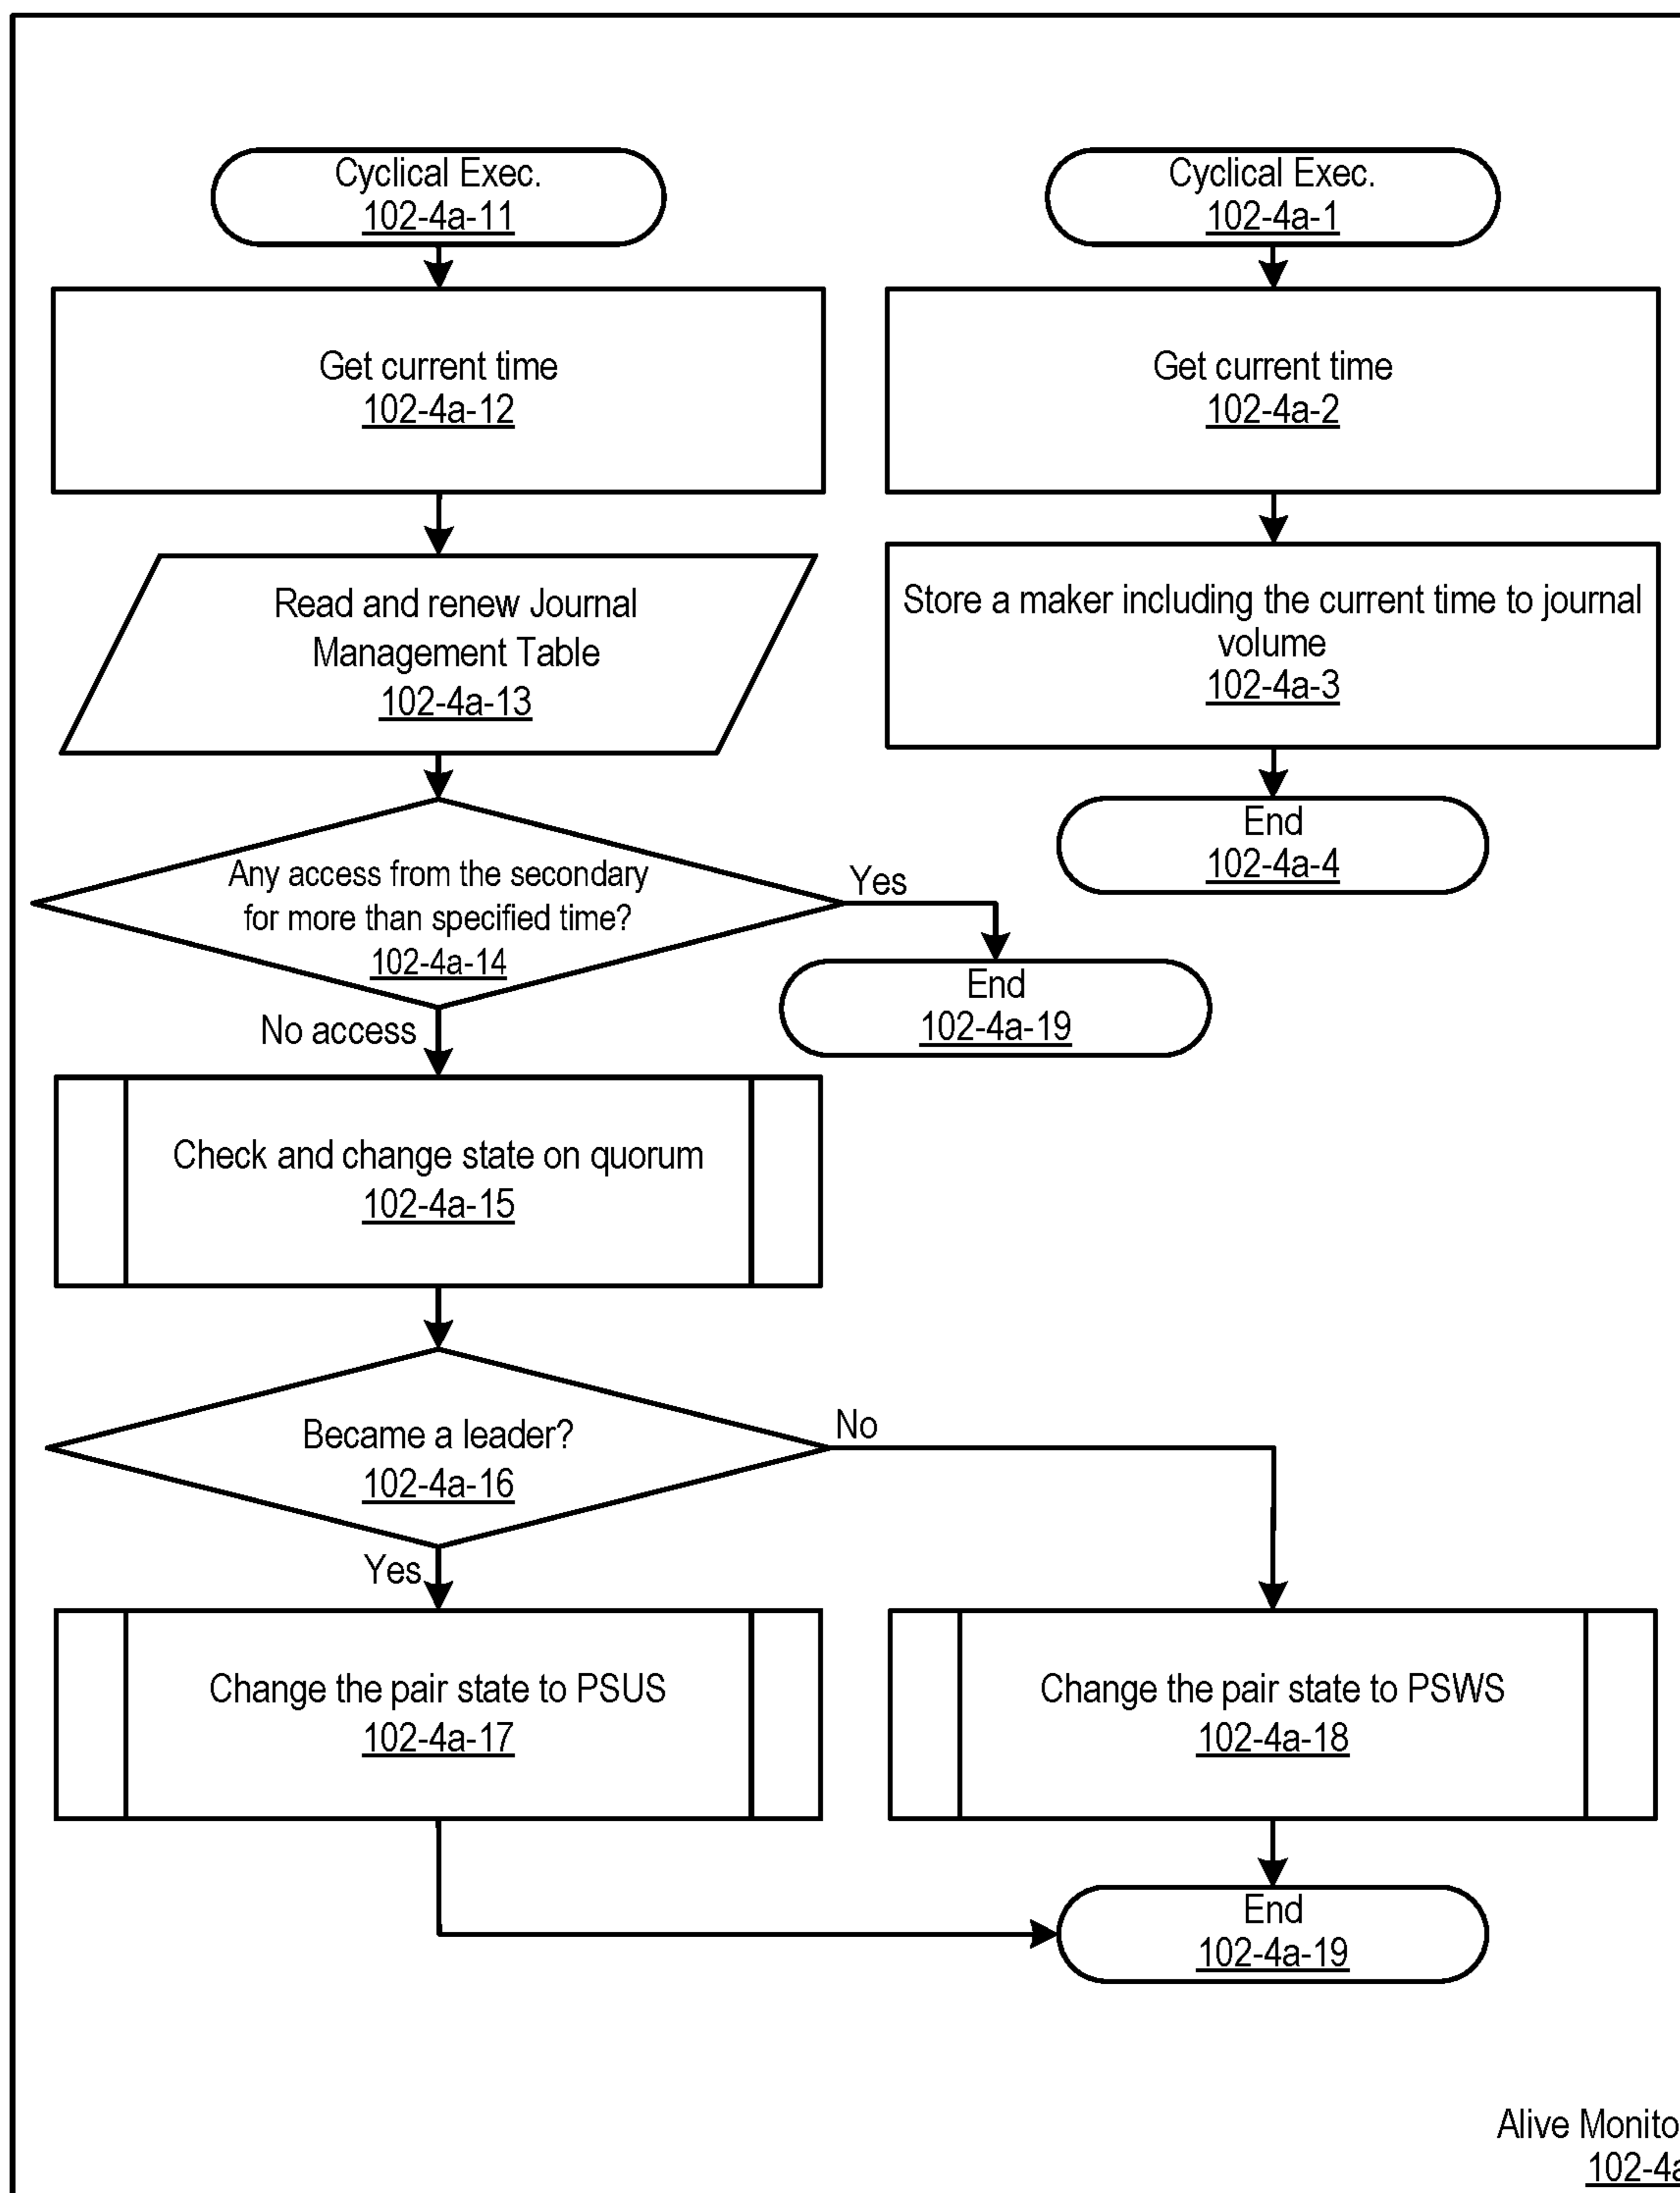 Cyclical Exec.
102-4a-11
Get current time
102-4a-12
Read and renew Journal
Management Table
102-4a-13
Any access from the secondary
for more than specified time?
102-4a-14
Yes
End
102-4a-19
No access
Check and change state on quorum
102-4a-15
Became a leader?
102-4a-16
No
Yes
Change the pair state to PSUS
102-4a-17
Change the pair state to PSWS
102-4a-18
End
102-4a-19
Cyclical Exec.
102-4a-1
Get current time
102-4a-2
Store a maker including the current time to journal
volume
102-4a-3
End
102-4a-4
Alive Monito
102-4a